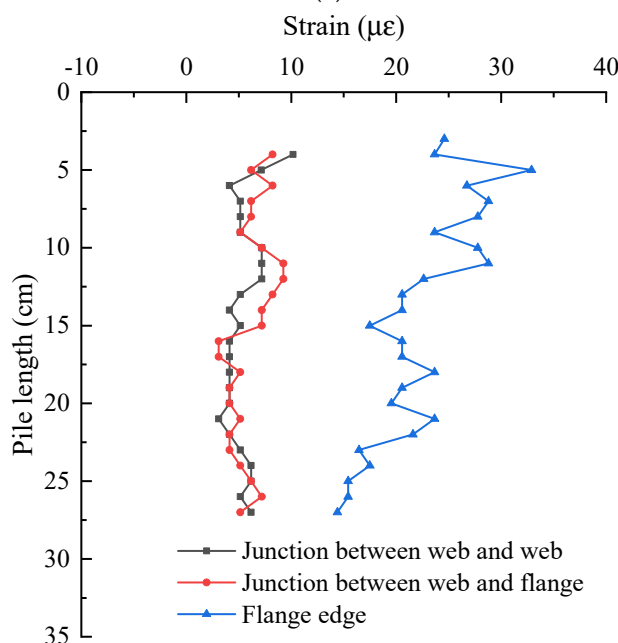 Strain (με)
-10 0 10 20 30 40
0
5
10
15
20
25
30
35
Pile length (cm)
Junction between web and web
Junction between web and flange
Flange edge